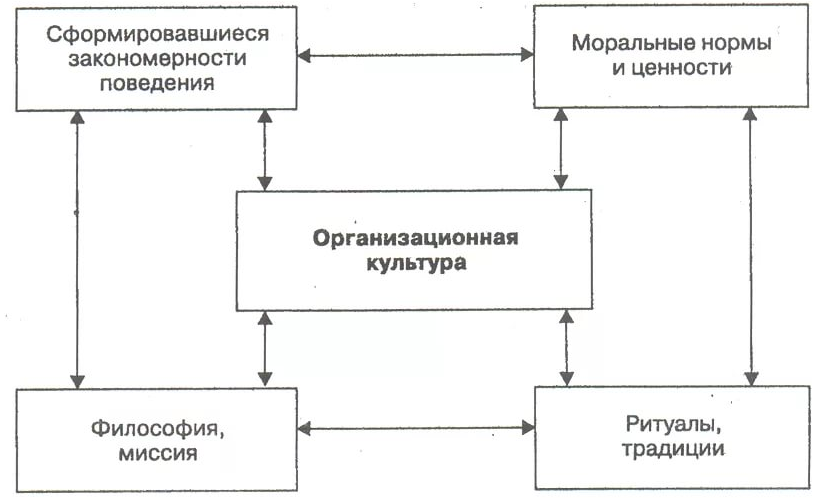 Сформировавшиеся
закономерности
поведения
Моральные нормы
и ценности
Организационная
культура
Философия,
миссия
Ритуалы,
традиции